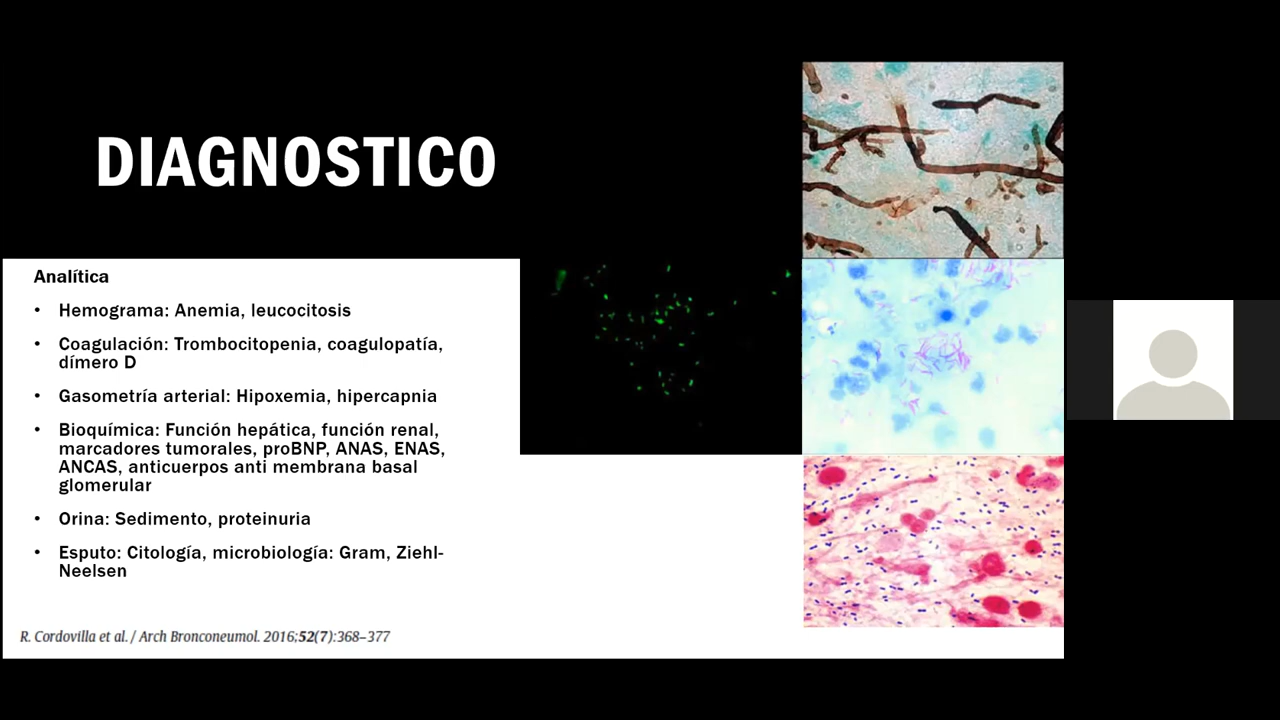 DIAGNOSTICO
Analítica
• Hemograma: Anemia, leucocitosis
• Coagulación: Trombocitopenia, coagulopatía,
dímero D
• Gasometría arterial: Hipoxemia, hipercapnia
• Bioquímica: Función hepática, función renal,
marcadores tumorales, proBNP, ANAS, ENAS,
ANCAS, anticuerpos anti membrana basal
glomerular
• Orina: Sedimento, proteinuria
• Esputo: Citología, microbiología: Gram, Ziehl-
Neelsen
R. Cordovilla et al. / Arch Bronconeumol. 2016;52(7):368–377